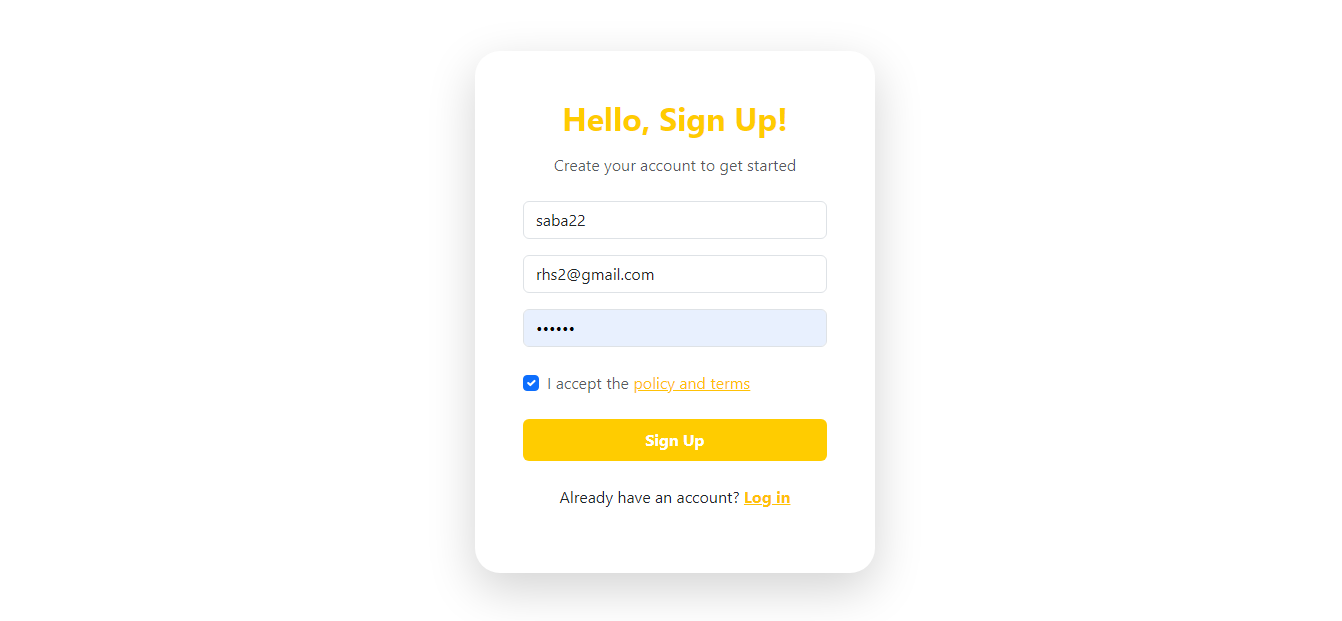 Hello, Sign Up!
Create your account to get started
saba22
rhs2@gmail.com
••••••
I accept the policy and terms
Sign Up
Already have an account? Log in